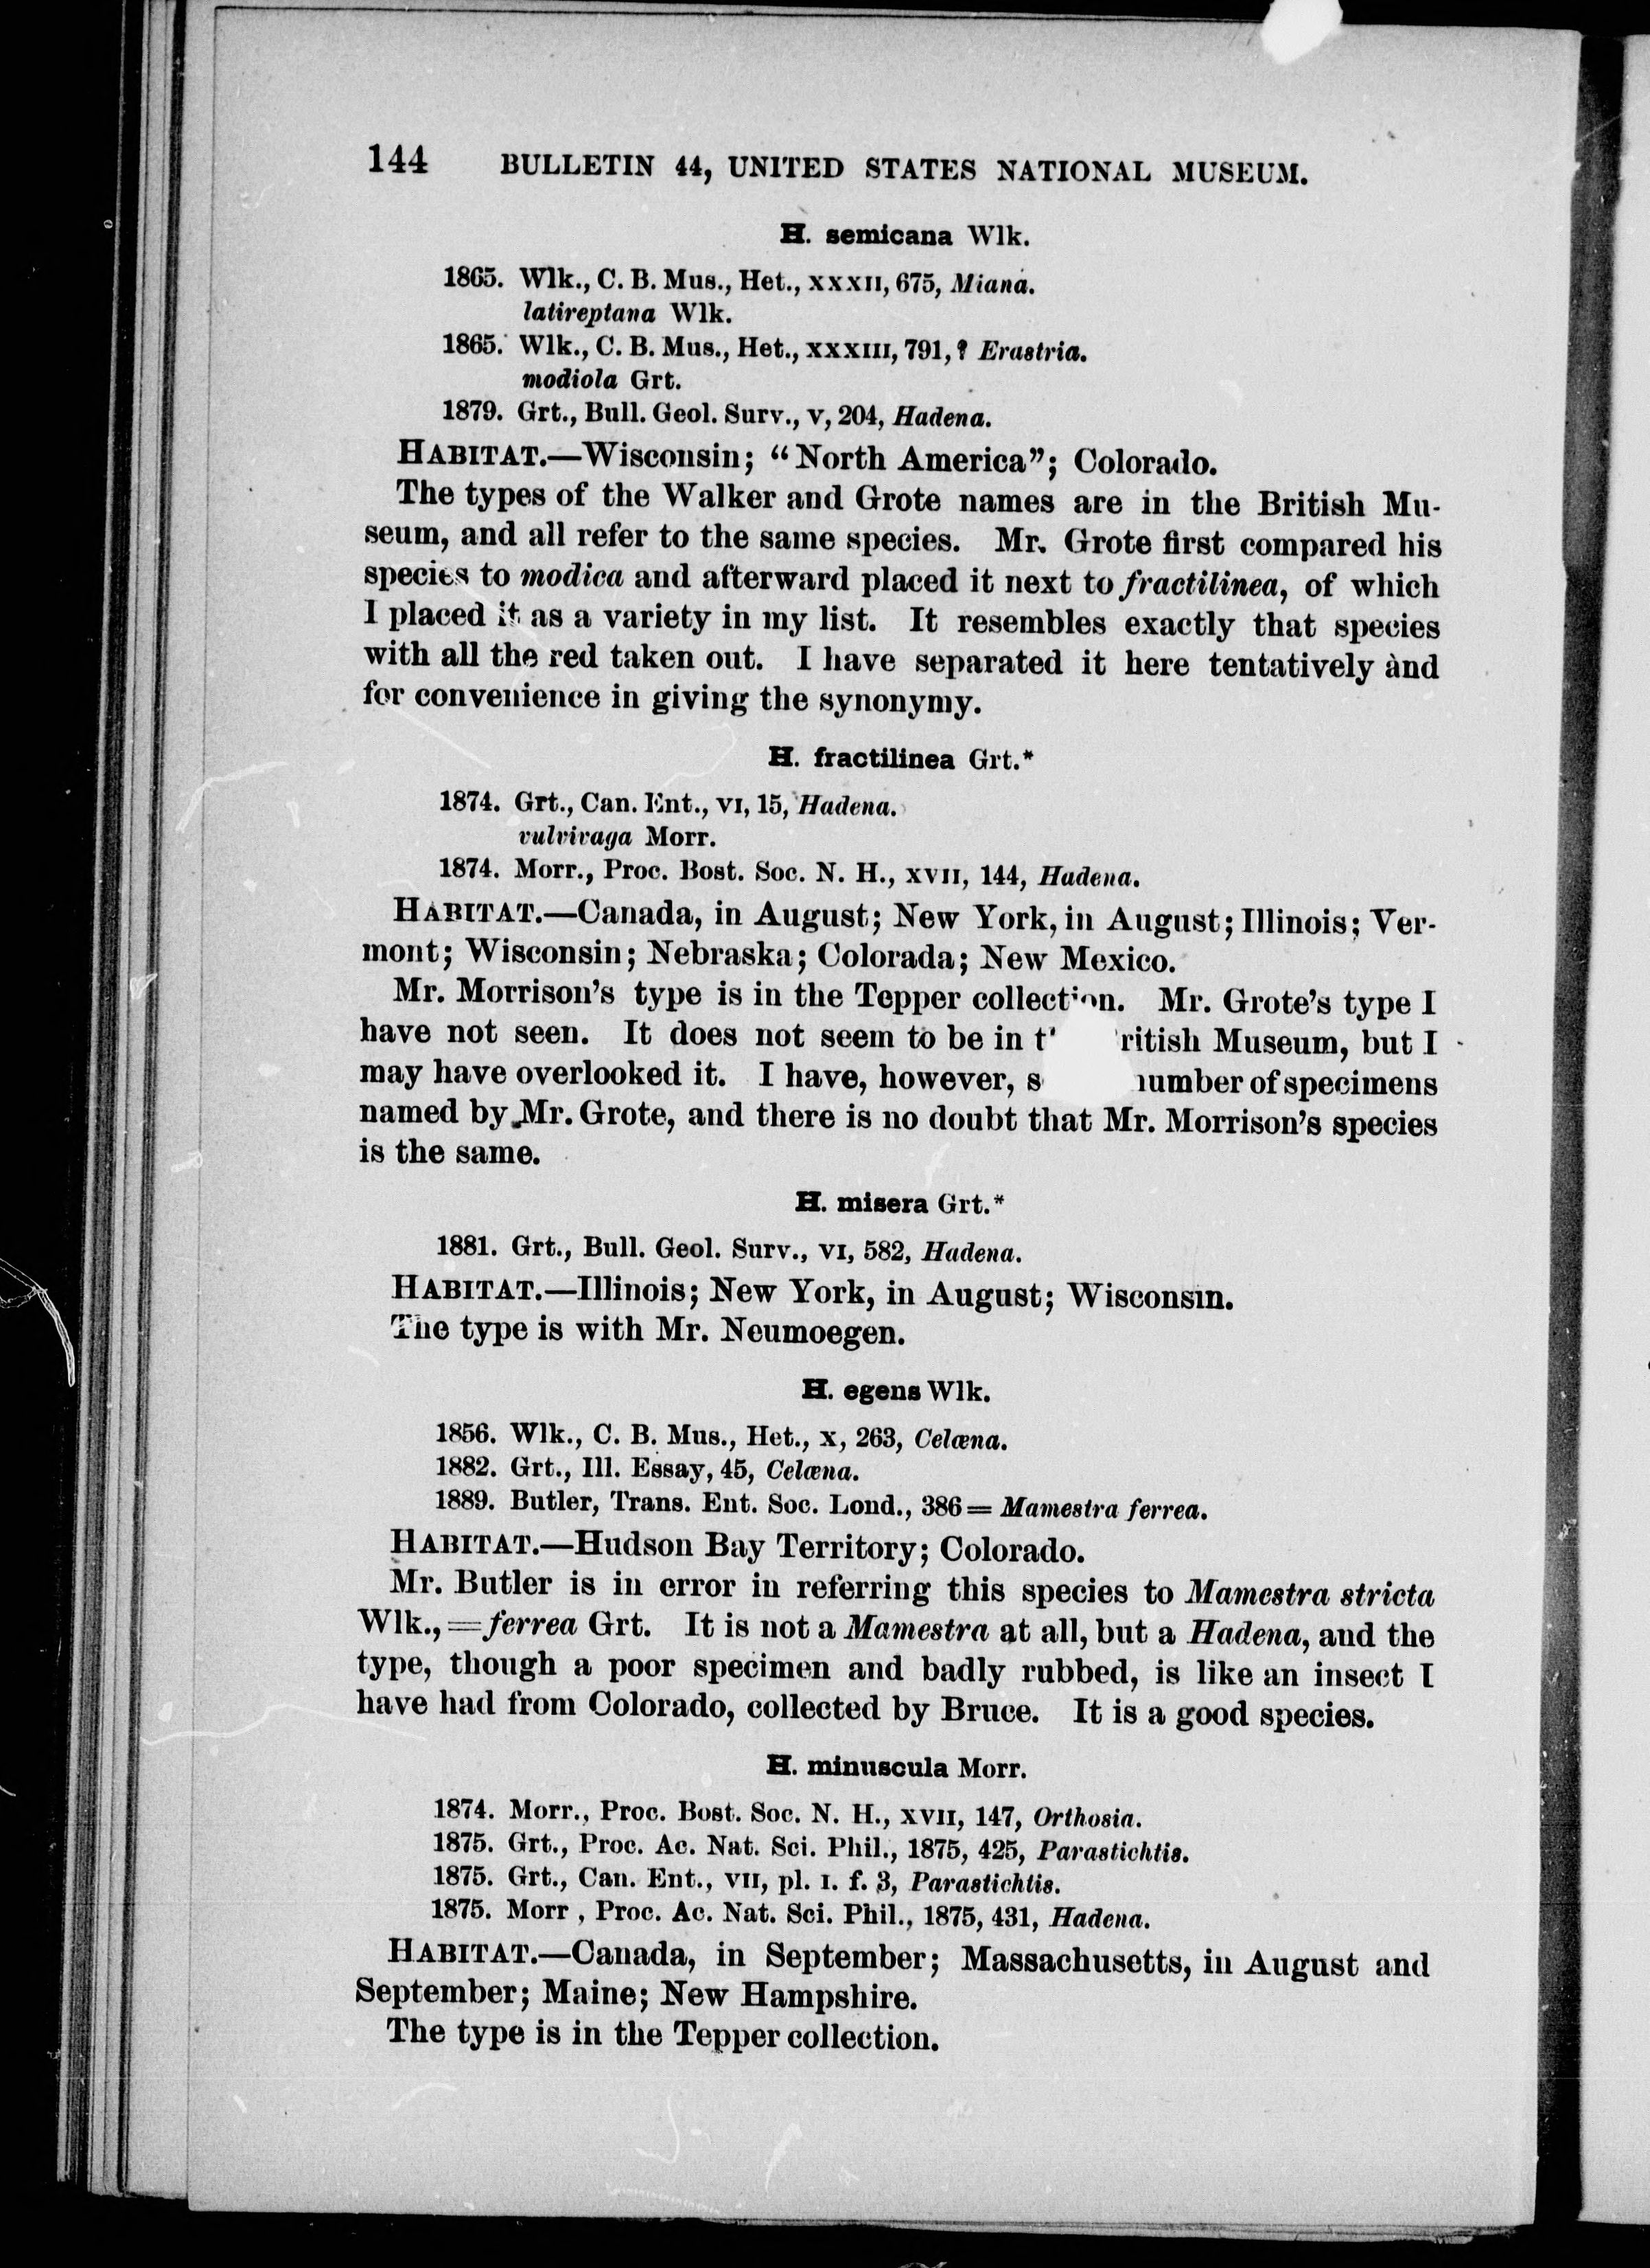 144 BULLETIN 44, UNITED STATES NATIONAL MUSEUM.
H. semicana Wlk.
1865. Wlk., C. B. Mus., Het., XXXII, 675, Miana.
latireptana Wlk.
1865. Wlk., C. B. Mus., Het., XXXIII, 791, ? Erastria.
modiola Grt.
1879. Grt., Bull. Geol. Surv., V, 204, Hadena.
HABITAT.—Wisconsin; "North America"; Colorado.
The types of the Walker and Grote names are in the British Mu-
seum, and all refer to the same species. Mr. Grote first compared his
species to modica and afterward placed it next to fractilinea, of which
I placed it as a variety in my list. It resembles exactly that species
with all the red taken out. I have separated it here tentatively and
for convenience in giving the synonymy.
H. fractilinea Grt.*
1874. Grt., Can. Ent., VI, 15, Hadena.
vulvivaga Morr.
1874. Morr., Proc. Bost. Soc. N. H., XVII, 144, Hadena.
HABITAT.—Canada, in August; New York, in August; Illinois; Ver-
mont; Wisconsin; Nebraska; Colorada; New Mexico.
Mr. Morrison's type is in the Tepper collection. Mr. Grote's type I
have not seen. It does not seem to be in British Museum, but I
may have overlooked it. I have, however, number of specimens
named by Mr. Grote, and there is no doubt that Mr. Morrison's species
is the same.
H. misera Grt.*
1881. Grt., Bull. Geol. Surv., VI, 582, Hadena.
HABITAT.—Illinois; New York, in August; Wisconsin.
The type is with Mr. Neumoegen.
H. egens Wlk.
1856. Wlk., C. B. Mus., Het., X, 263, Celæna.
1882. Grt., Ill. Essay, 45, Celæna.
1889. Butler, Trans. Ent. Soc. Lond., 386 = Mamestra ferrea.
HABITAT.—Hudson Bay Territory; Colorado.
Mr. Butler is in error in referring this species to Mamestra stricta
Wlk., = ferrea Grt. It is not a Mamestra at all, but a Hadena, and the
type, though a poor specimen and badly rubbed, is like an insect I
have had from Colorado, collected by Bruce. It is a good species.
H. minuscula Morr.
1874. Morr., Proc. Bost. Soc. N. H., XVII, 147, Orthosia.
1875. Grt., Proc. Ac. Nat. Sci. Phil., 1875, 425, Parastichtis.
1875. Grt., Can. Ent., VII, pl. I. f. 3, Parastichtis.
1875. Morr , Proc. Ac. Nat. Sci. Phil., 1875, 431, Hadena.
HABITAT.—Canada, in September; Massachusetts, in August and
September; Maine; New Hampshire.
The type is in the Tepper collection.